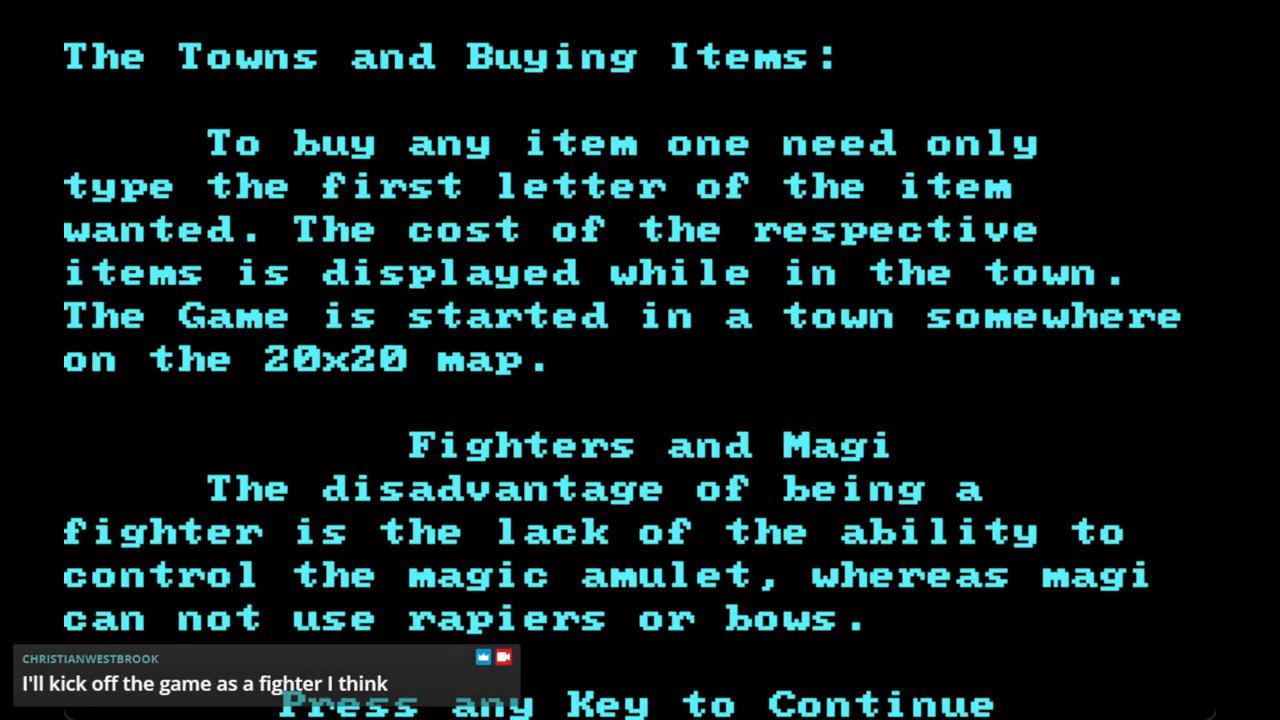 The Towns and Buying Items:
To buy any item one need only
type the first letter of the item
wanted. The cost of the respective
items is displayed while in the town.
The Game is started in a town somewhere
on the 20x20 map.
Fighters and Magi
The disadvantage of being a
fighter is the lack of the ability to
control the magic amulet, whereas magi
can not use rapiers or bows.
CHRISTIANWESTBROOK
I'll kick off the game as a fighter I think
Press any Key to Continue